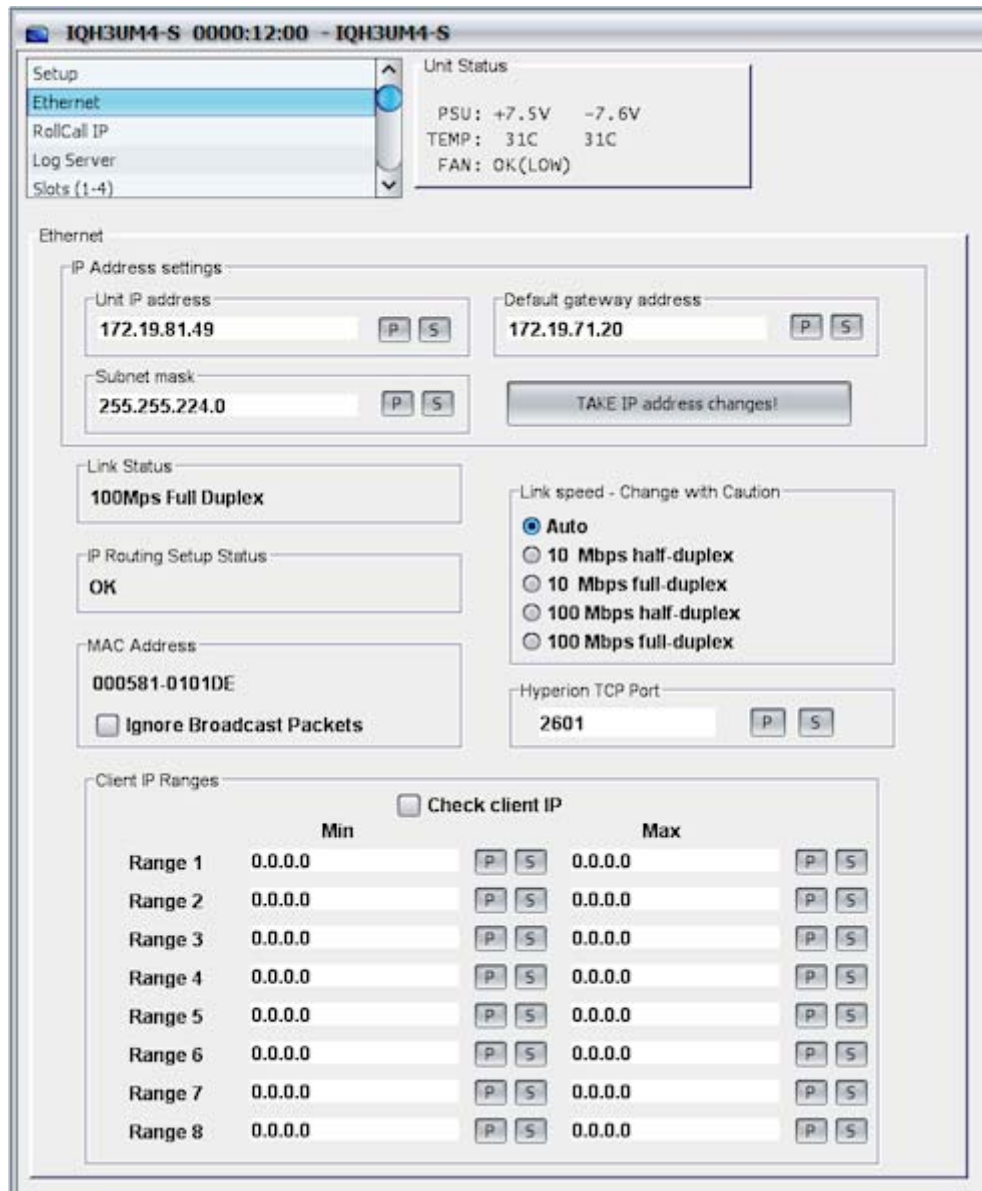 IQH3UM4-S 0000:12:00 - IQH3UM4-S
Setup
Ethernet
RollCall IP
Log Server
Slots (1-4)
Unit Status
PSU: +7.5V -7.6V
TEMP: 31C 31C
FAN: OK(LOW)
Ethernet
IP Address settings
Unit IP address
172.19.81.49 P S
Default gateway address
172.19.71.20 P S
Subnet mask
255.255.224.0 P S
TAKE IP address changes!
Link Status
100Mps Full Duplex
IP Routing Setup Status
OK
MAC Address
000581-0101DE
Ignore Broadcast Packets
Link speed - Change with Caution
Auto
10 Mbps half-duplex
10 Mbps full-duplex
100 Mbps half-duplex
100 Mbps full-duplex
Hyperion TCP Port
2601 P S
Client IP Ranges
Check client IP
Min Max
Range 1 0.0.0.0 P S 0.0.0.0 P S
Range 2 0.0.0.0 P S 0.0.0.0 P S
Range 3 0.0.0.0 P S 0.0.0.0 P S
Range 4 0.0.0.0 P S 0.0.0.0 P S
Range 5 0.0.0.0 P S 0.0.0.0 P S
Range 6 0.0.0.0 P S 0.0.0.0 P S
Range 7 0.0.0.0 P S 0.0.0.0 P S
Range 8 0.0.0.0 P S 0.0.0.0 P S